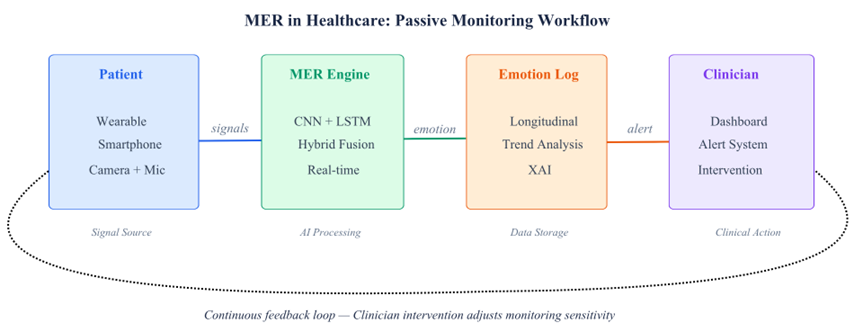 MER in Healthcare: Passive Monitoring Workflow
Patient
Wearable
Smartphone
Camera + Mic
Signal Source
signals
MER Engine
CNN + LSTM
Hybrid Fusion
Real-time
AI Processing
emotion
Emotion Log
Longitudinal
Trend Analysis
XAI
Data Storage
alert
Clinician
Dashboard
Alert System
Intervention
Clinical Action
Continuous feedback loop — Clinician intervention adjusts monitoring sensitivity